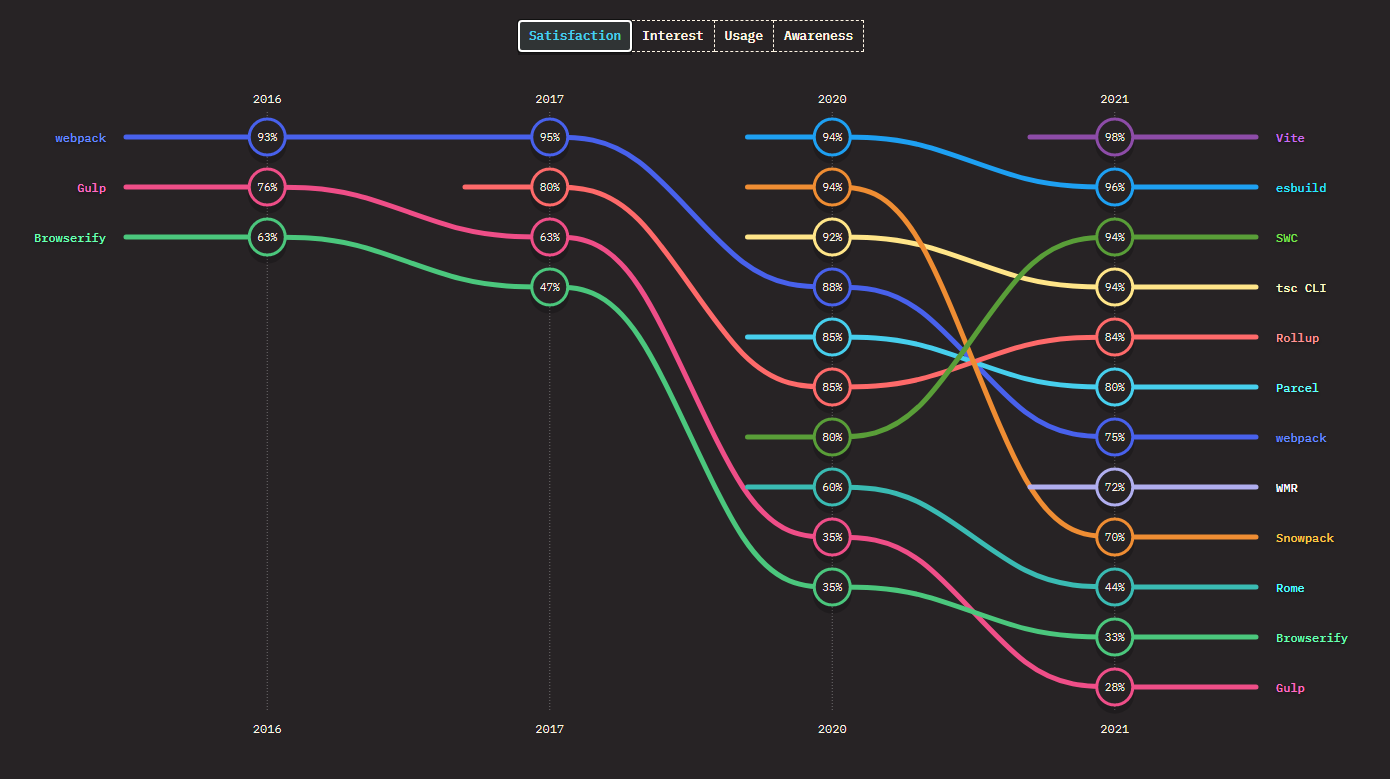 Satisfaction Interest Usage Awareness
2016 2017 2020 2021
webpack 93% 95% 94% 98% Vite
Gulp 76% 80% 94% 96% esbuild
Browserify 63% 63% 92% 94% SWC
47% 88% 94% tsc CLI
85% 84% Rollup
85% 80% Parcel
80% 75% webpack
60% 72% WMR
35% 70% Snowpack
35% 44% Rome
33% Browserify
28% Gulp
2016 2017 2020 2021